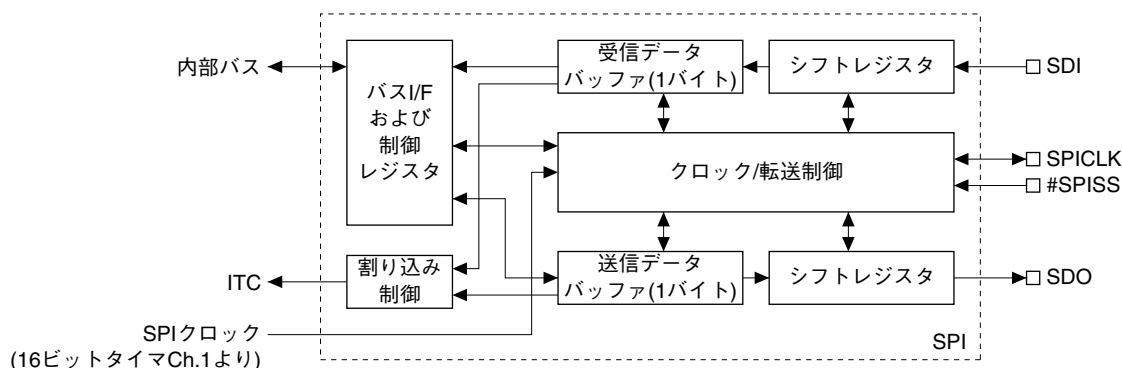 内部バス
バスI/F
および
制御
レジスタ
受信データ
バッファ(1バイト)
シフトレジスタ
SDI
クロック/転送制御
SPICLK
#SPISS
割り込み
制御
ITC
送信データ
バッファ(1バイト)
シフトレジスタ
SDO
SPIクロック
(16ビットタイマCh.1より)
SPI